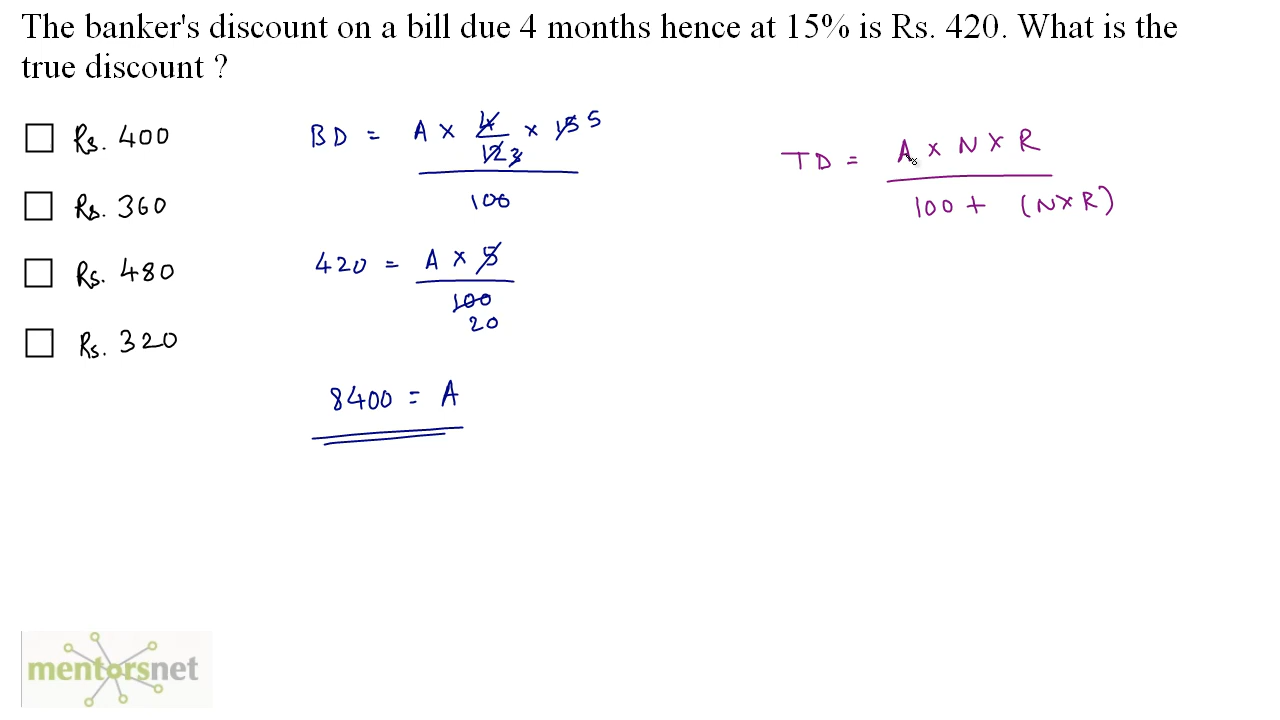 The banker's discount on a bill due 4 months hence at 15% is Rs. 420. What is the
true discount ?
Rs. 400
Rs. 360
Rs. 480
Rs. 320
BD = A × 4 × 15 5
12 3
100
420 = A × 5
100
20
8400 = A
TD = A × N × R
100 + (N×R)
mentorsnet